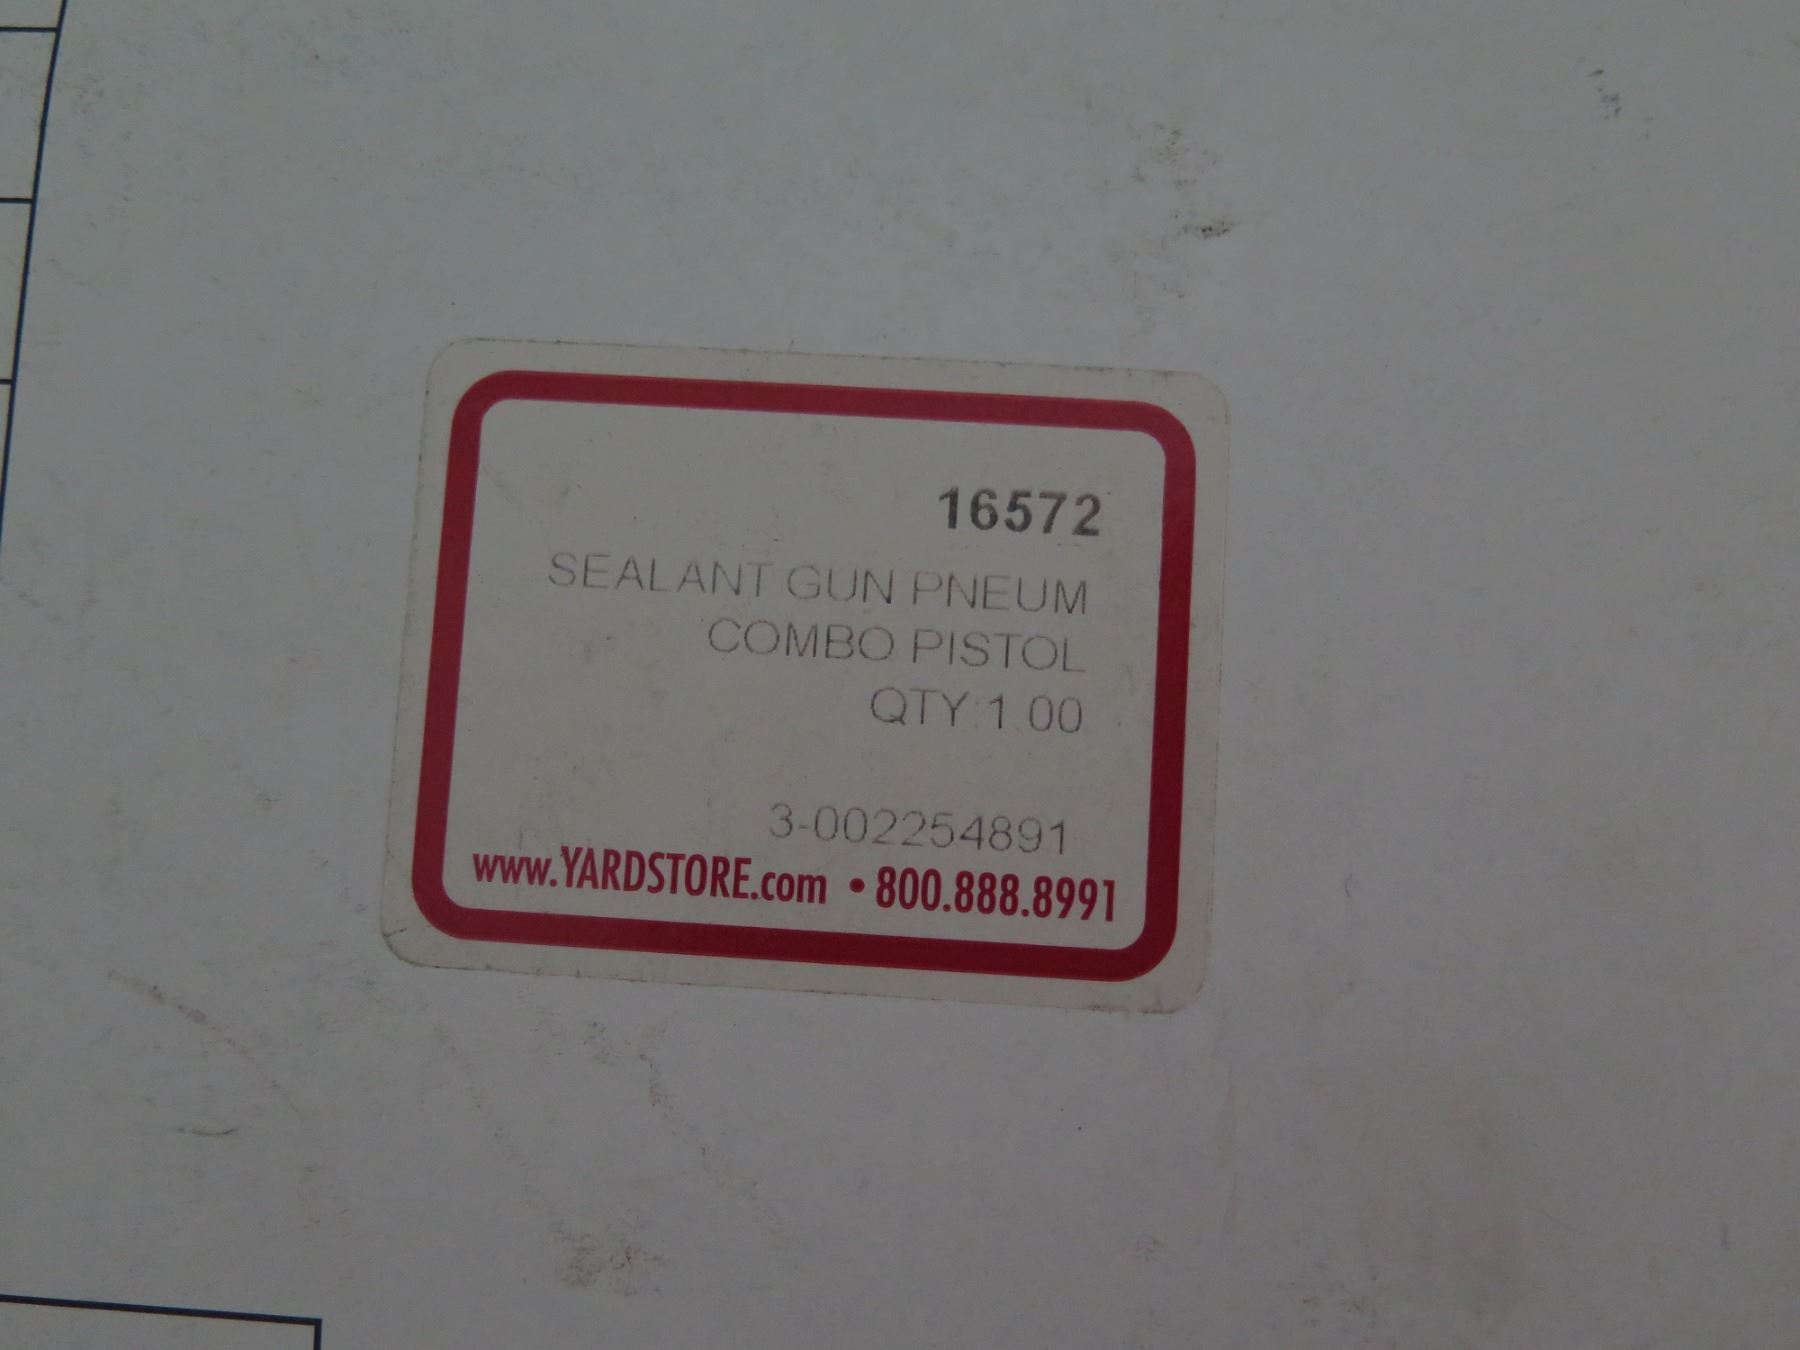 16572
SEALANT GUN PNEUM
COMBO PISTOL
QTY:1.00
3-002254891
www.YARDSTORE.com • 800.888.8991